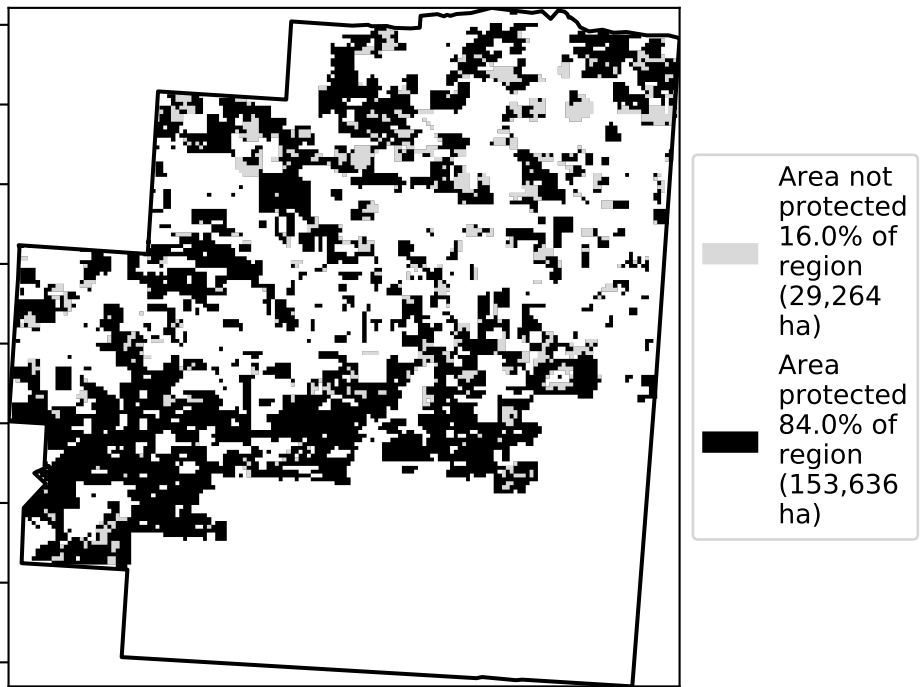 Area not
protected
16.0% of
region
(29,264
ha)
Area
protected
84.0% of
region
(153,636
ha)